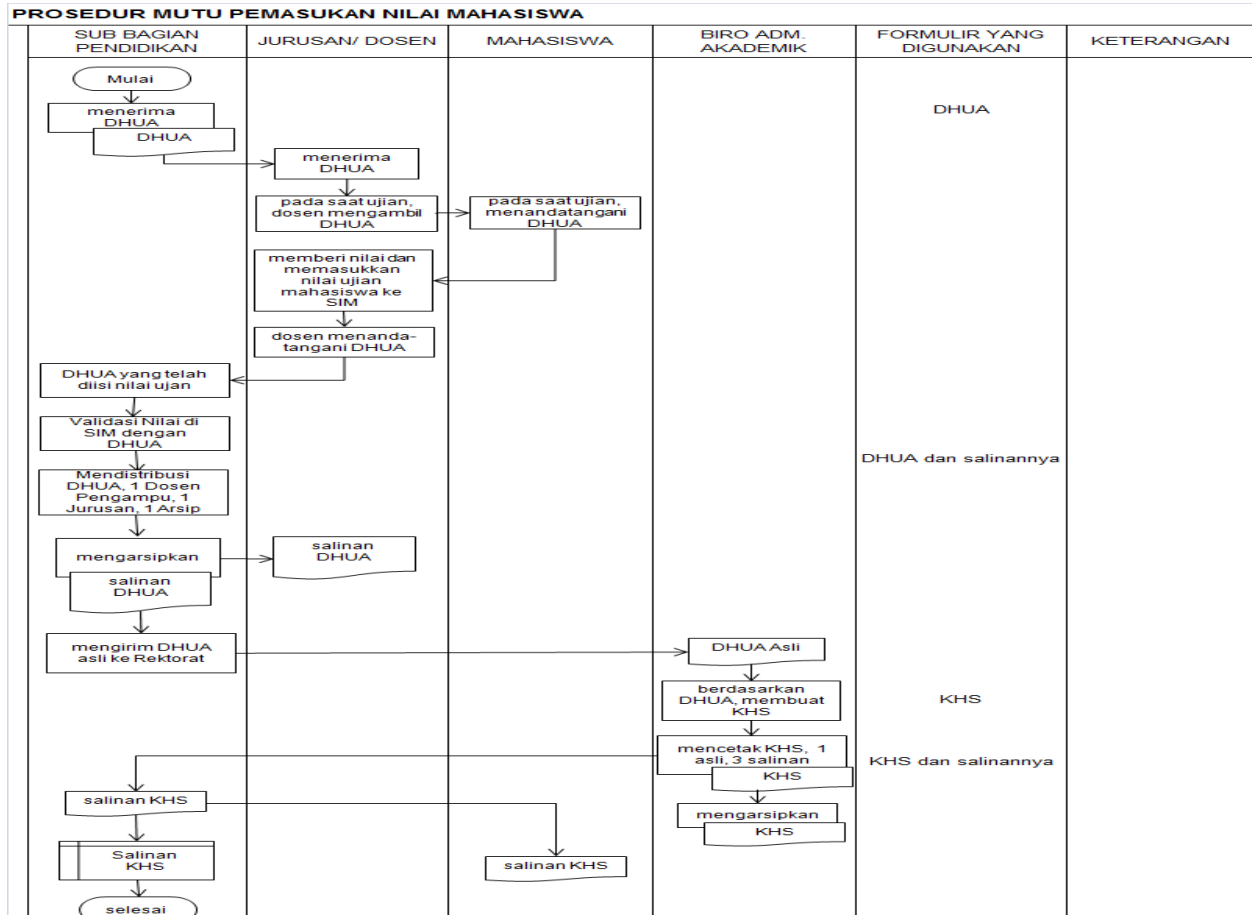 PROSEDUR MUTU PEMASUKAN NILAI MAHASISWA
SUB BAGIAN
PENDIDIKAN
JURUSAN/ DOSEN
MAHASISWA
BIRO ADM.
AKADEMIK
FORMULIR YANG
DIGUNAKAN
KETERANGAN
Mulai
menerima
DHUA
DHUA
DHUA
menerima
DHUA
pada saat ujian,
dosen mengambil
DHUA
pada saat ujian,
menandatangani
DHUA
memberi nilai dan
memasukkan
nilai ujian
mahasiswa ke
SIM
dosen menanda-
tangani DHUA
DHUA yang telah
diisi nilai ujan
Validasi Nilai di
SIM dengan
DHUA
DHUA dan salinannya
Mendistribusi
DHUA, 1 Dosen
Pengampu, 1
Jurusan, 1 Arsip
mengarsipkan
salinan
DHUA
salinan
DHUA
mengirim DHUA
asli ke Rektorat
DHUA Asli
berdasarkan
DHUA, membuat
KHS
KHS
mencetak KHS, 1
asli, 3 salinan
KHS
KHS dan salinannya
salinan KHS
mengarsipkan
KHS
Salinan
KHS
salinan KHS
selesai